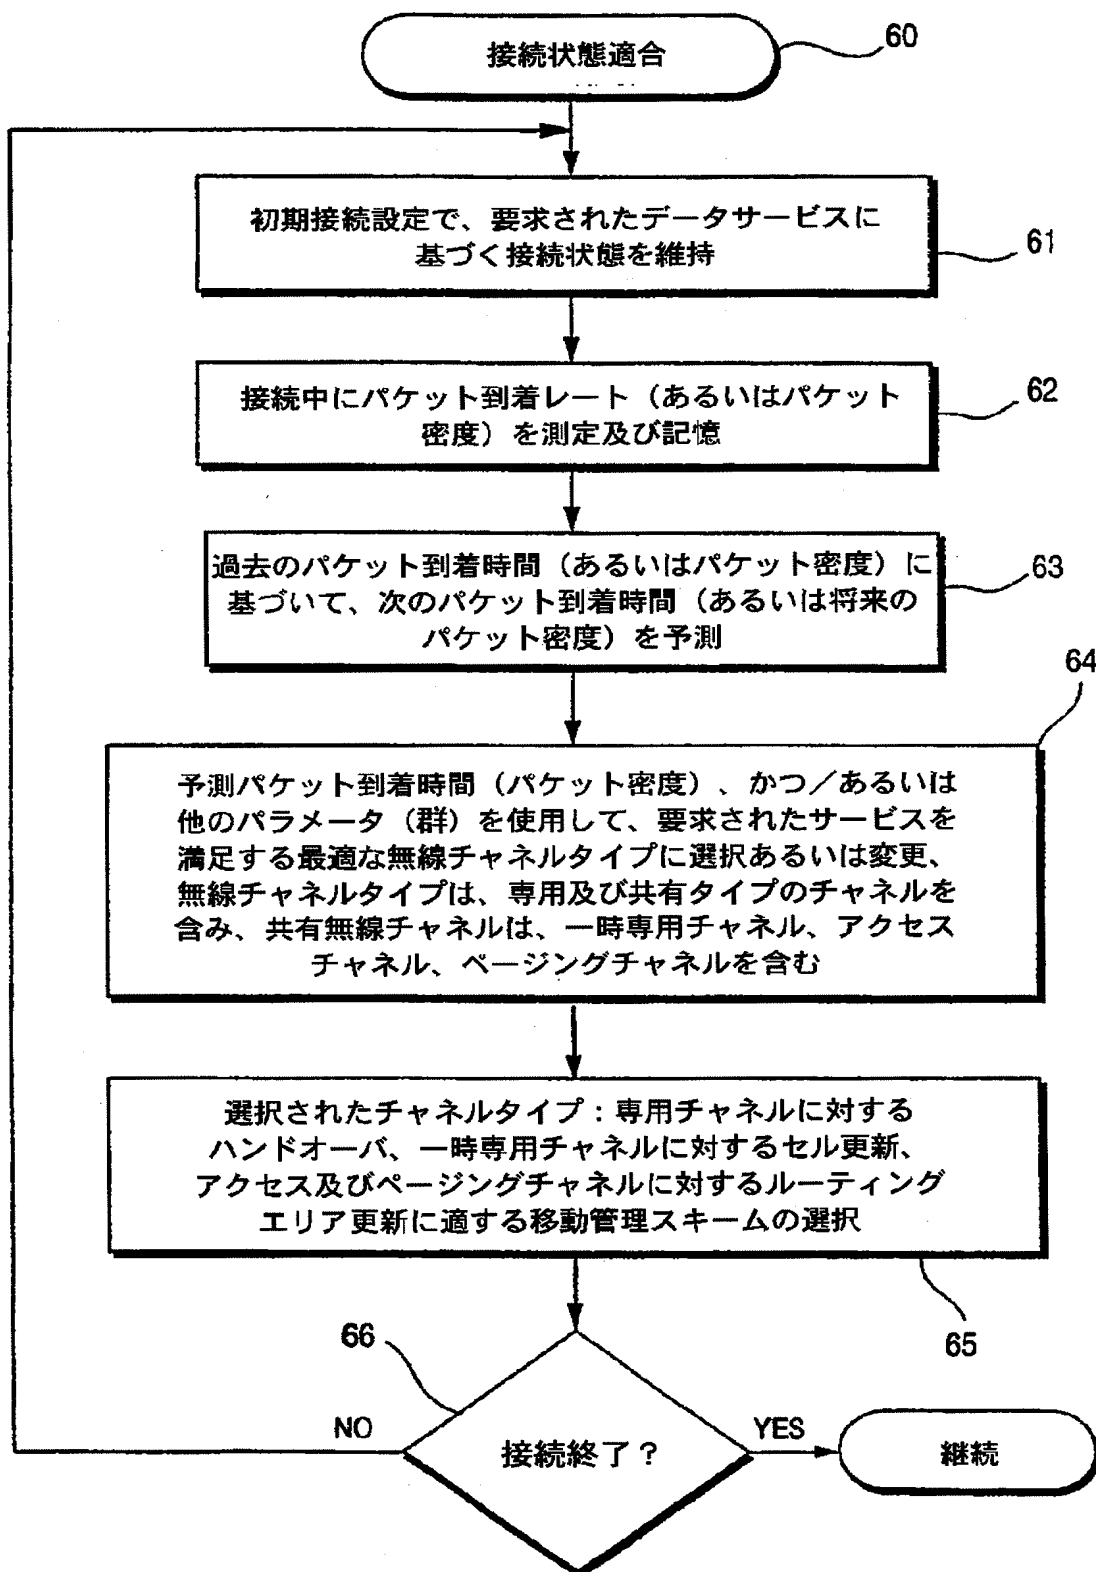 接続状態適合
60
初期接続設定で、要求されたデータサービスに
基づく接続状態を維持
61
接続中にパケット到着レート（あるいはパケット
密度）を測定及び記憶
62
過去のパケット到着時間（あるいはパケット密度）に
基づいて、次のパケット到着時間（あるいは将来の
パケット密度）を予測
63
64
予測パケット到着時間（パケット密度）、かつ／あるいは
他のパラメータ（群）を使用して、要求されたサービスを
満足する最適な無線チャネルタイプに選択あるいは変更、
無線チャネルタイプは、専用及び共有タイプのチャネルを
含み、共有無線チャネルは、一時専用チャネル、アクセス
チャネル、ページングチャネルを含む
選択されたチャネルタイプ：専用チャネルに対する
ハンドオーバ、一時専用チャネルに対するセル更新、
アクセス及びページングチャネルに対するルーティング
エリア更新に適する移動管理スキームの選択
65
66
NO
接続終了？
YES
継続